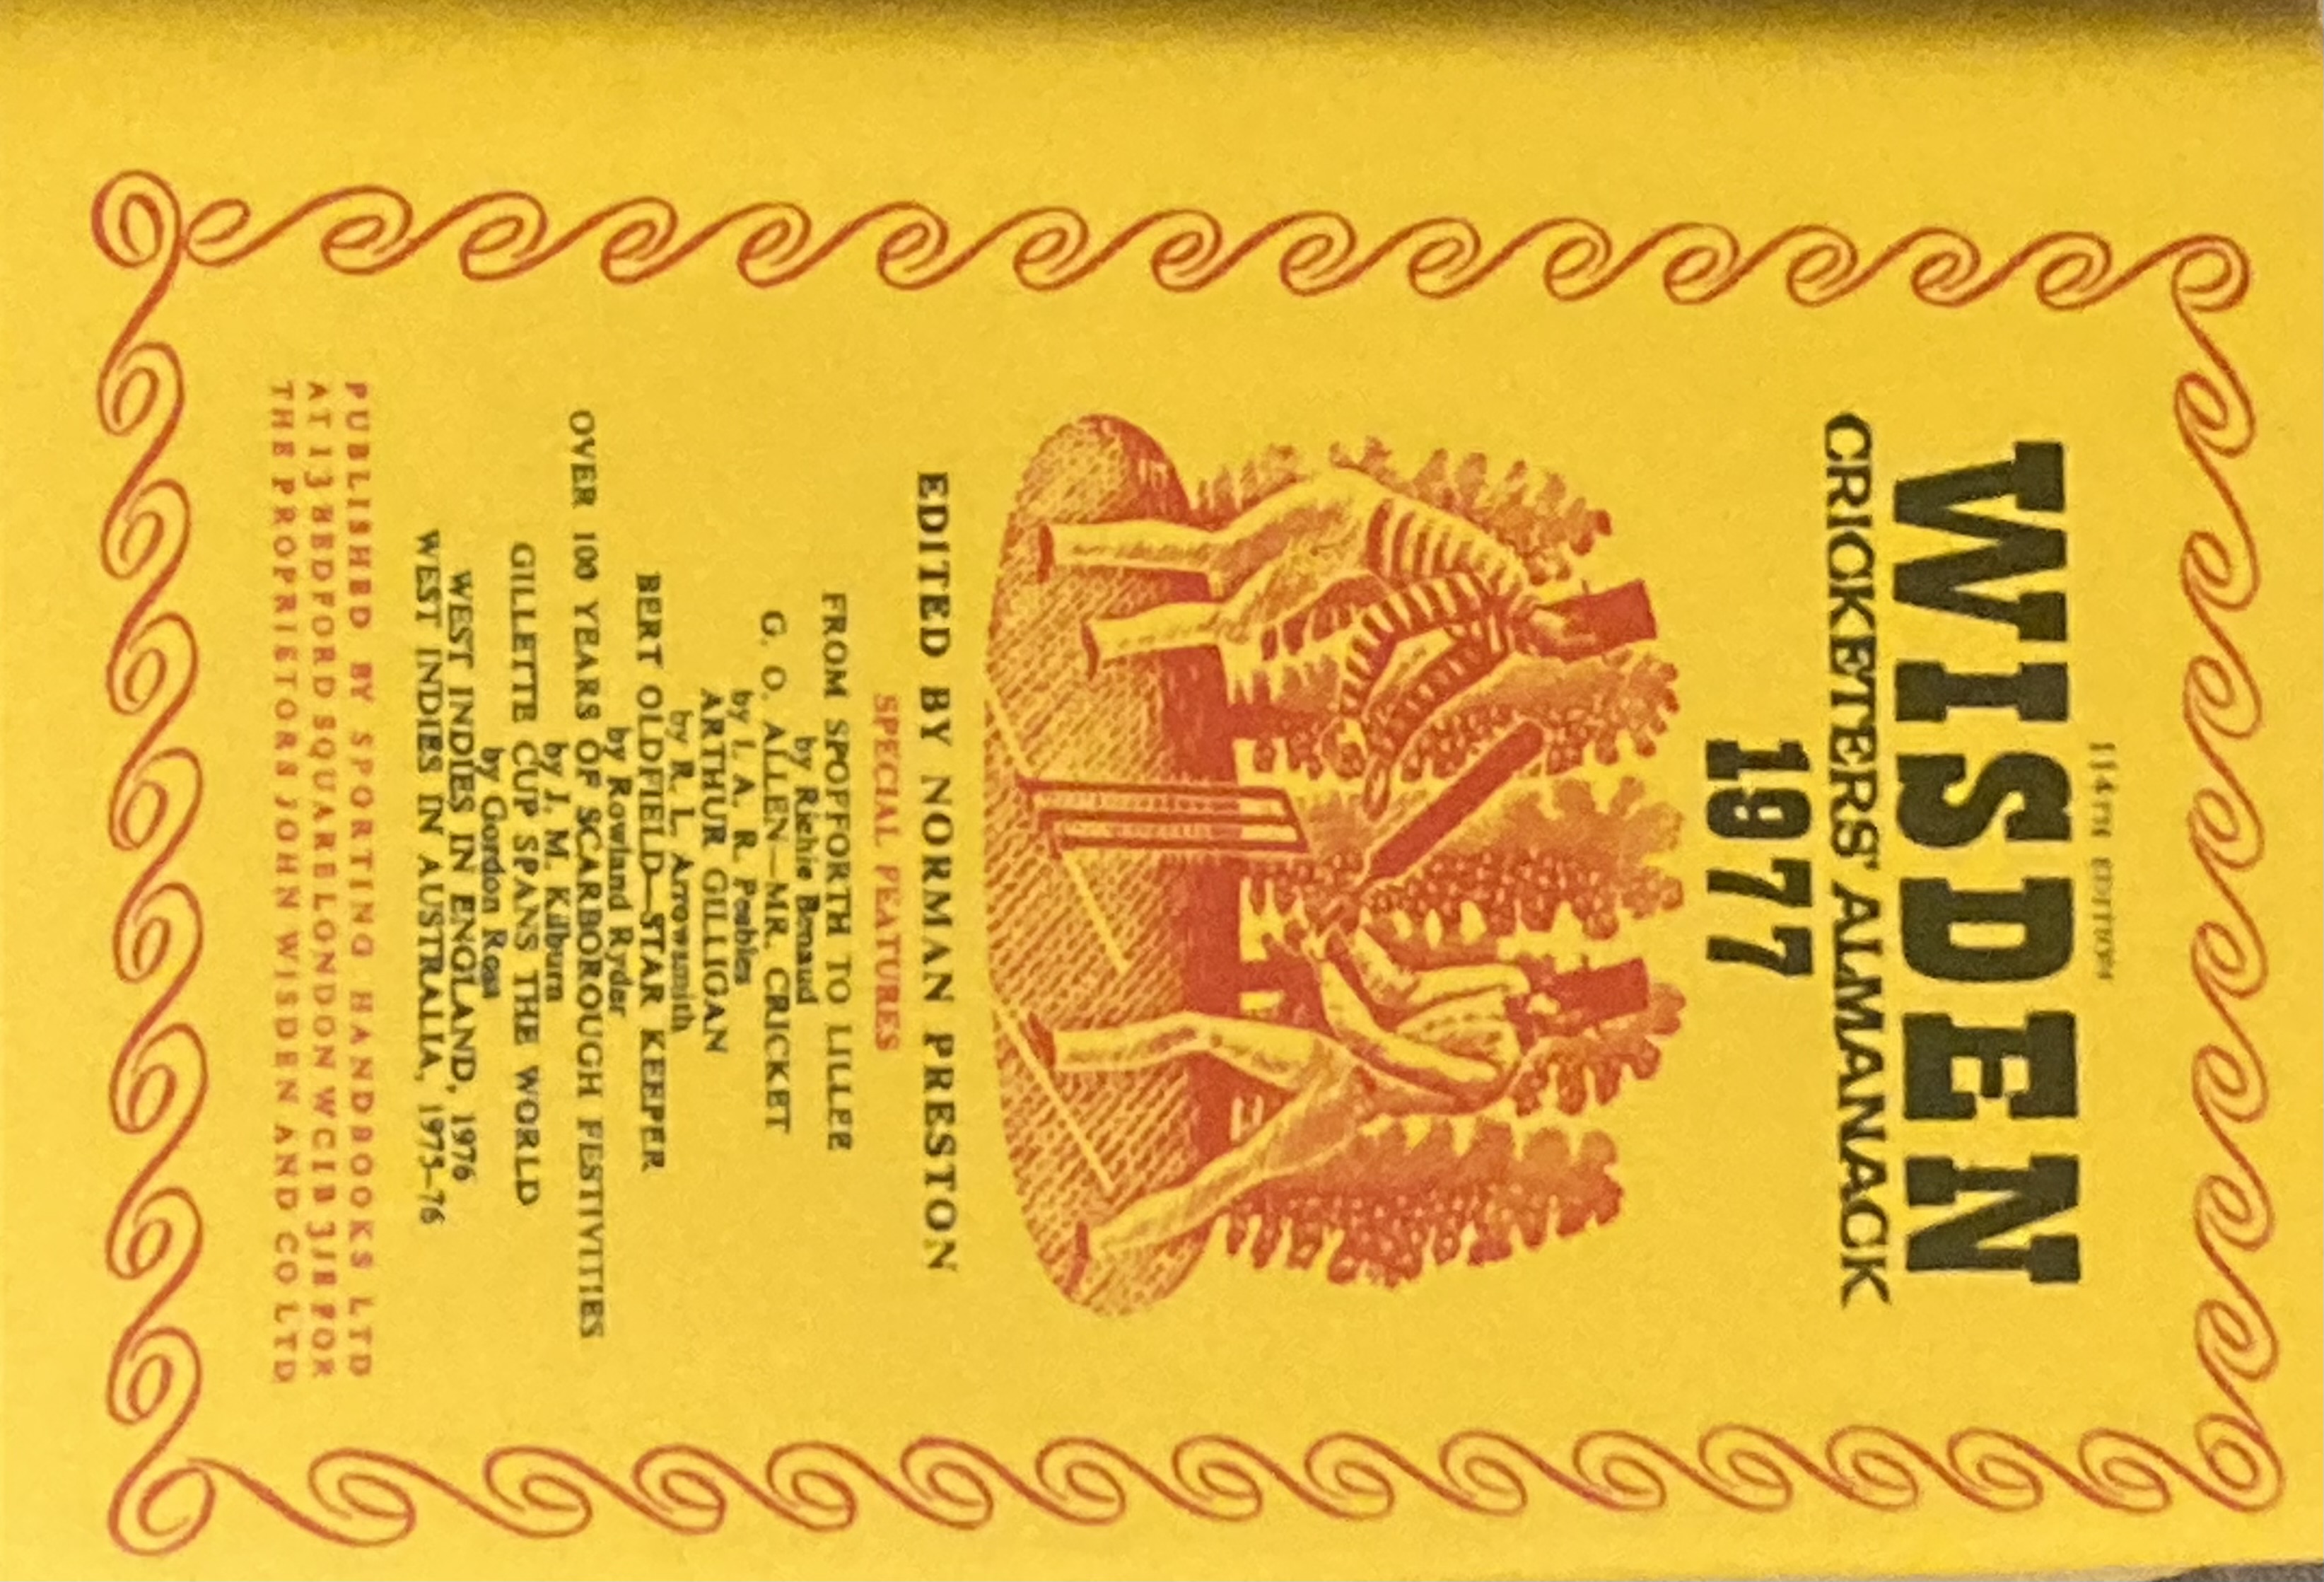 114TH EDITION
WISDEN
CRICKETERS' ALMANACK
1977
EDITED BY NORMAN PRESTON
SPECIAL FEATURES
FROM SPOFFORTH TO LILLEE
by Richie Benaud
G. O. ALLEN—MR. CRICKET
by I. A. R. Peebles
ARTHUR GILLIGAN
by R. L. Arrowsmith
BERT OLDFIELD—STAR KEEPER
by Rowland Ryder
OVER 100 YEARS OF SCARBOROUGH FESTIVITIES
by J. M. Kilburn
GILLETTE CUP SPANS THE WORLD
by Gordon Ross
WEST INDIES IN ENGLAND, 1976
WEST INDIES IN AUSTRALIA, 1975–76
PUBLISHED BY SPORTING HANDBOOKS LTD
AT 13 BEDFORD SQUARE LONDON WC1B 3JE FOR
THE PROPRIETORS JOHN WISDEN AND CO LTD